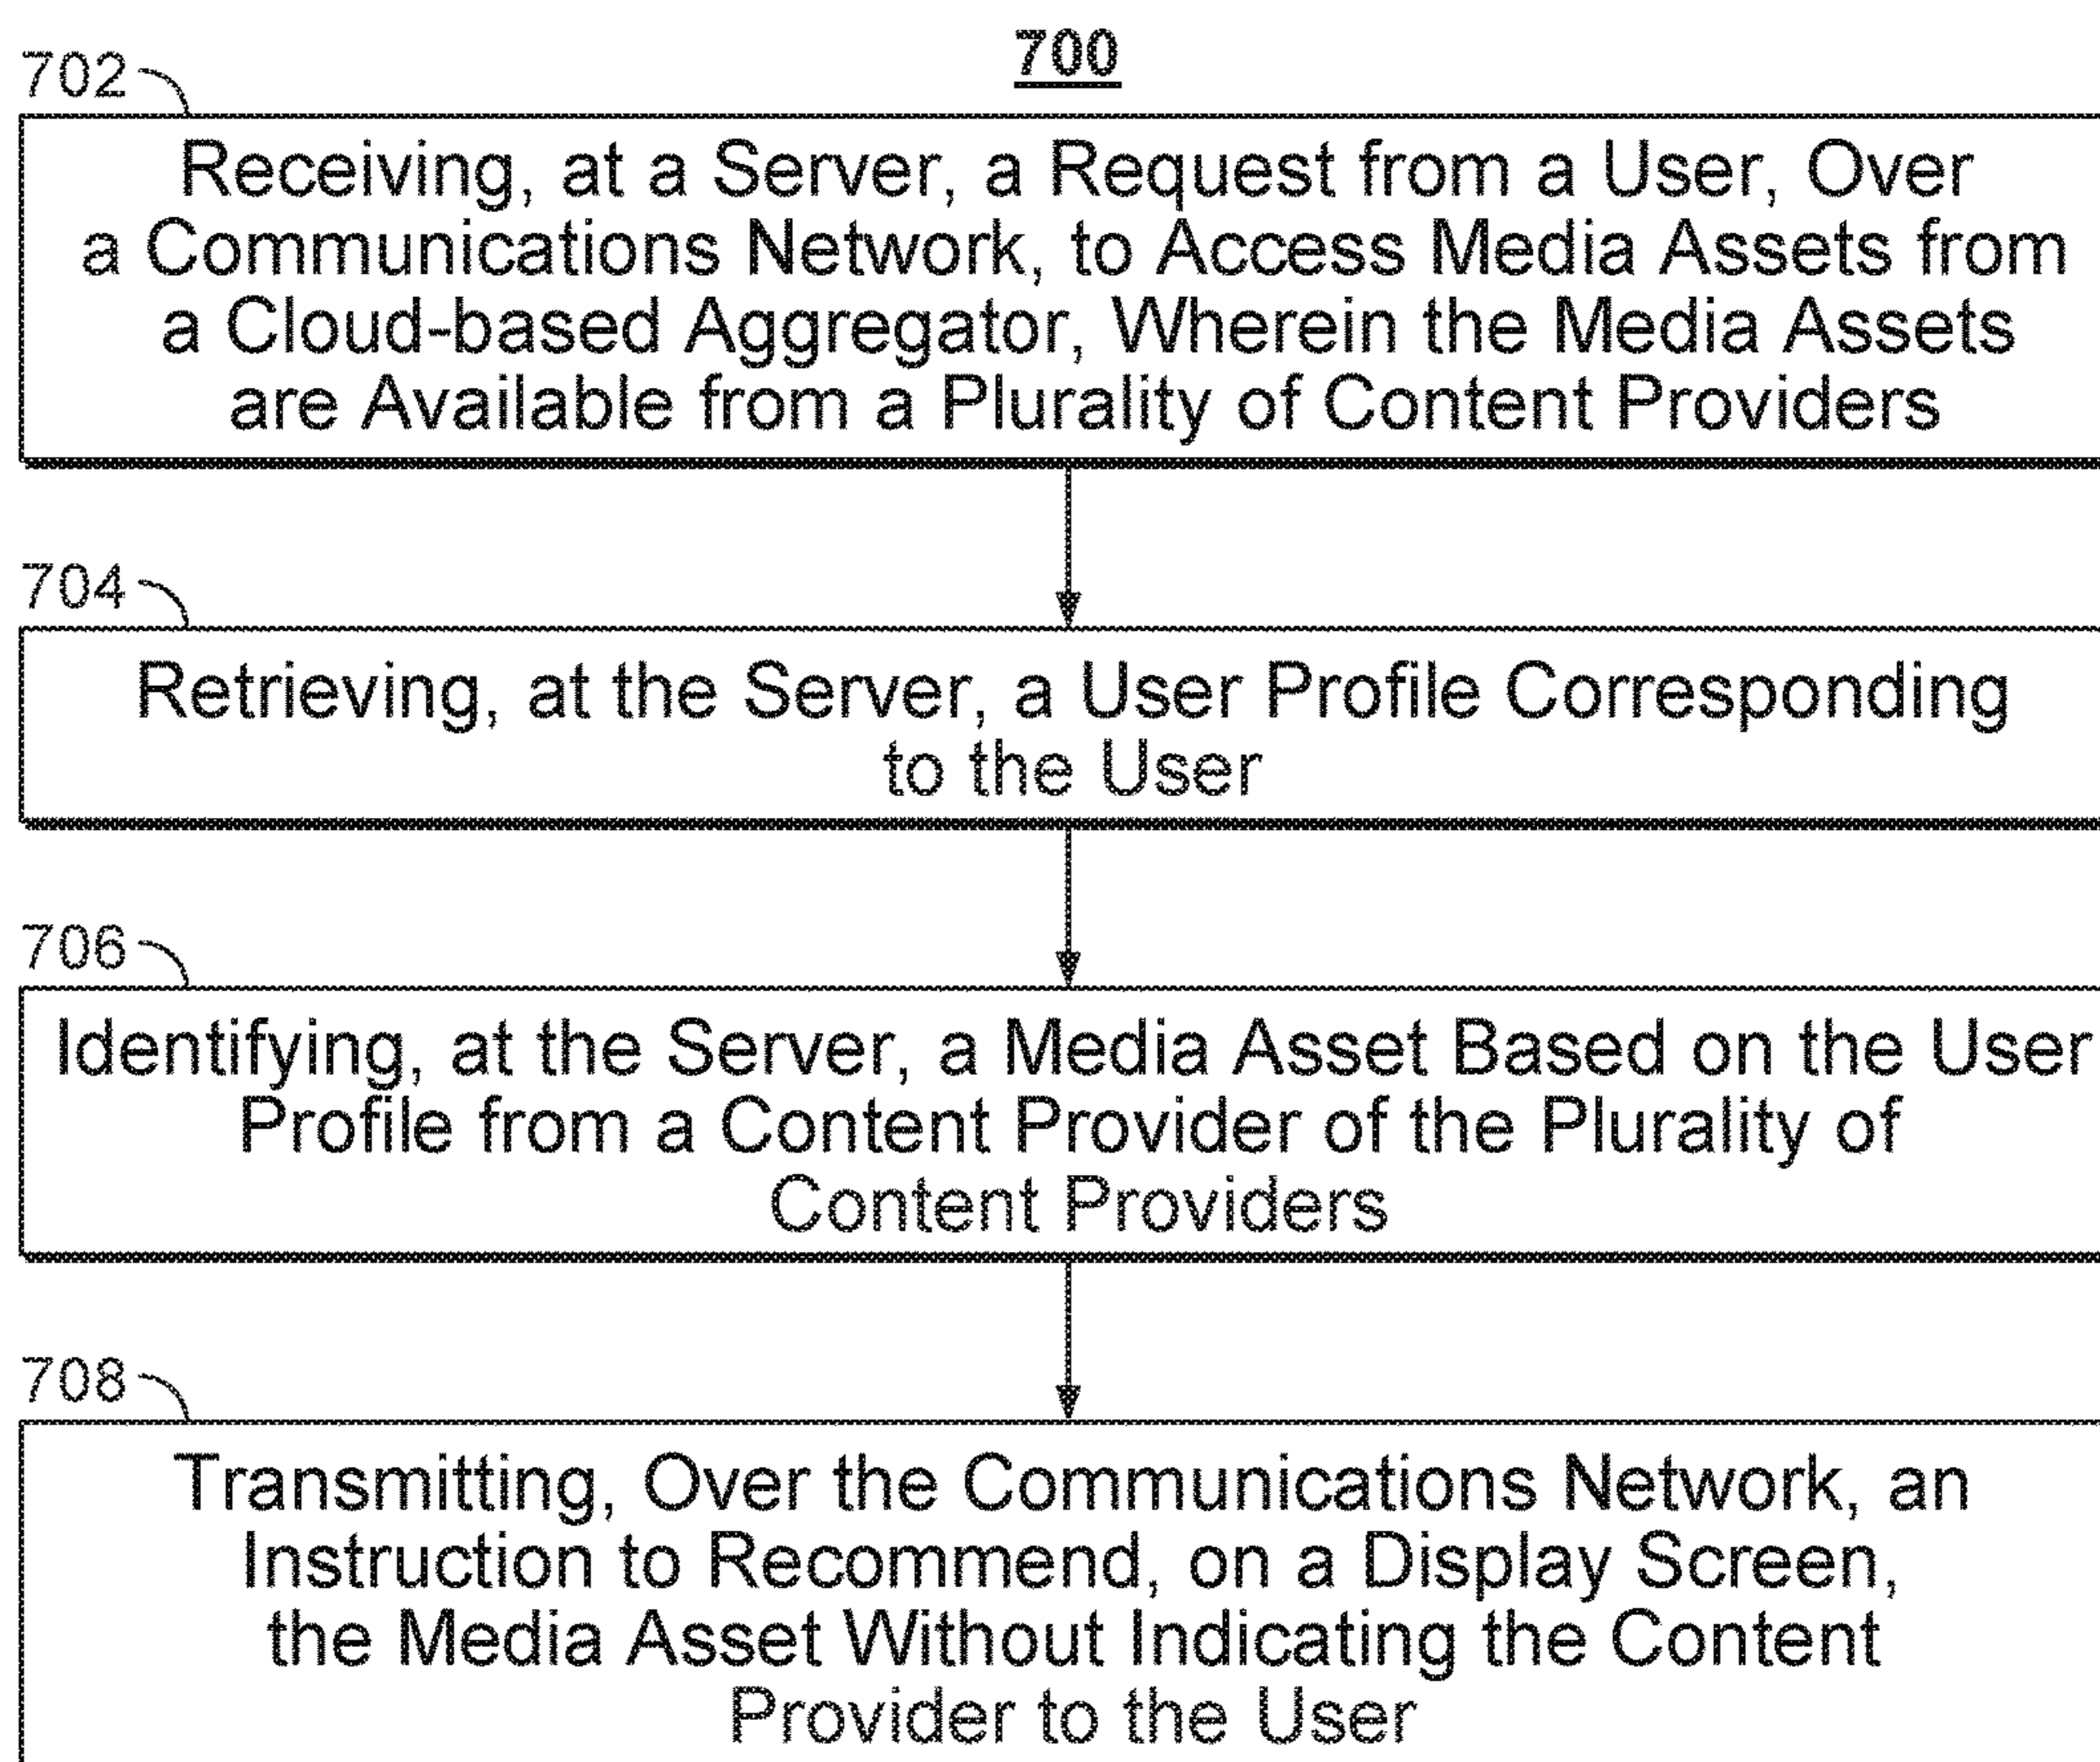 700
702
Receiving, at a Server, a Request from a User, Over
a Communications Network, to Access Media Assets from
a Cloud-based Aggregator, Wherein the Media Assets
are Available from a Plurality of Content Providers
704
Retrieving, at the Server, a User Profile Corresponding
to the User
706
Identifying, at the Server, a Media Asset Based on the User
Profile from a Content Provider of the Plurality of
Content Providers
708
Transmitting, Over the Communications Network, an
Instruction to Recommend, on a Display Screen,
the Media Asset Without Indicating the Content
Provider to the User